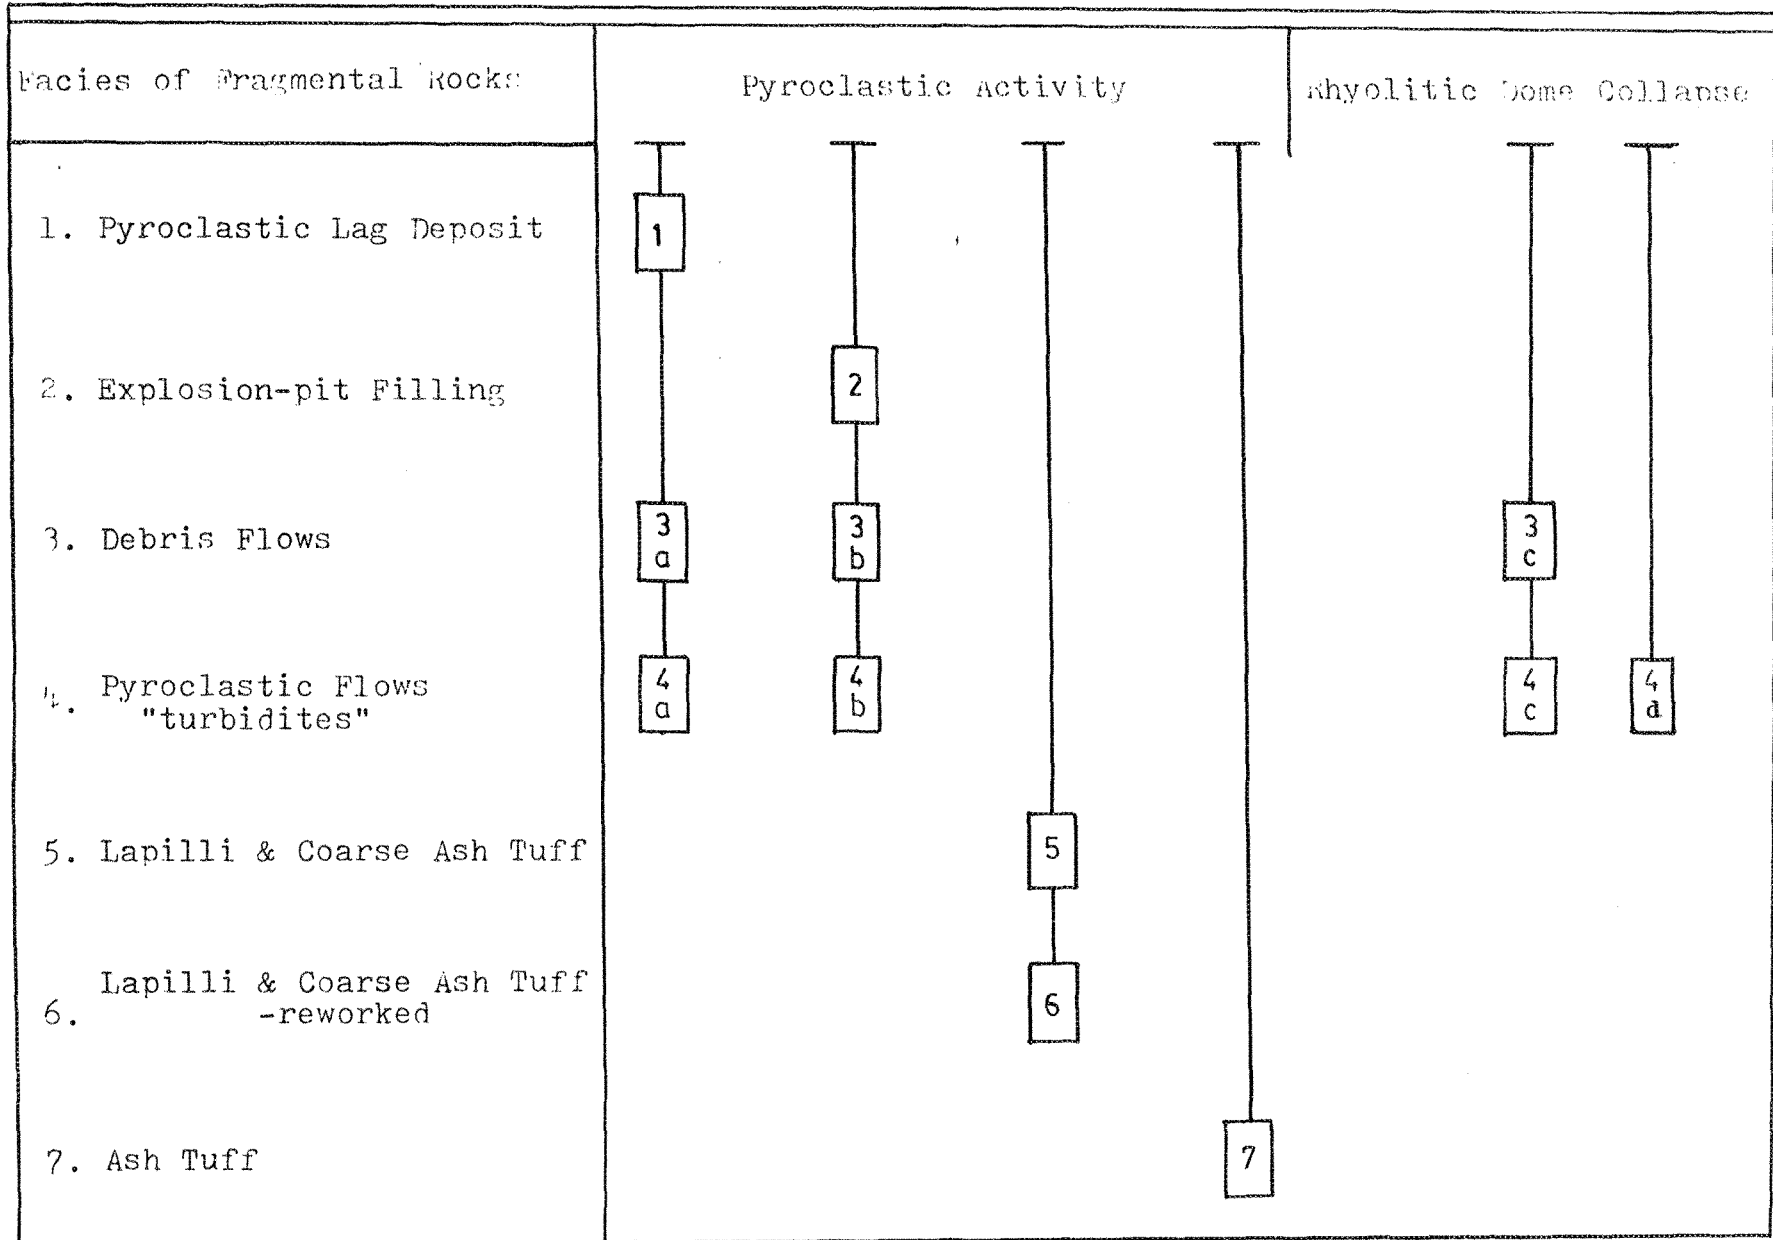 Facies of Fragmental Rocks
Pyroclastic Activity
Rhyolitic Dome Collapse
1. Pyroclastic Lag Deposit
1
2. Explosion-pit Filling
2
3. Debris Flows
3
a
3
b
3
c
4. Pyroclastic Flows
"turbidites"
4
a
4
b
4
c
4
d
5. Lapilli & Coarse Ash Tuff
5
6. Lapilli & Coarse Ash Tuff
-reworked
6
7. Ash Tuff
7